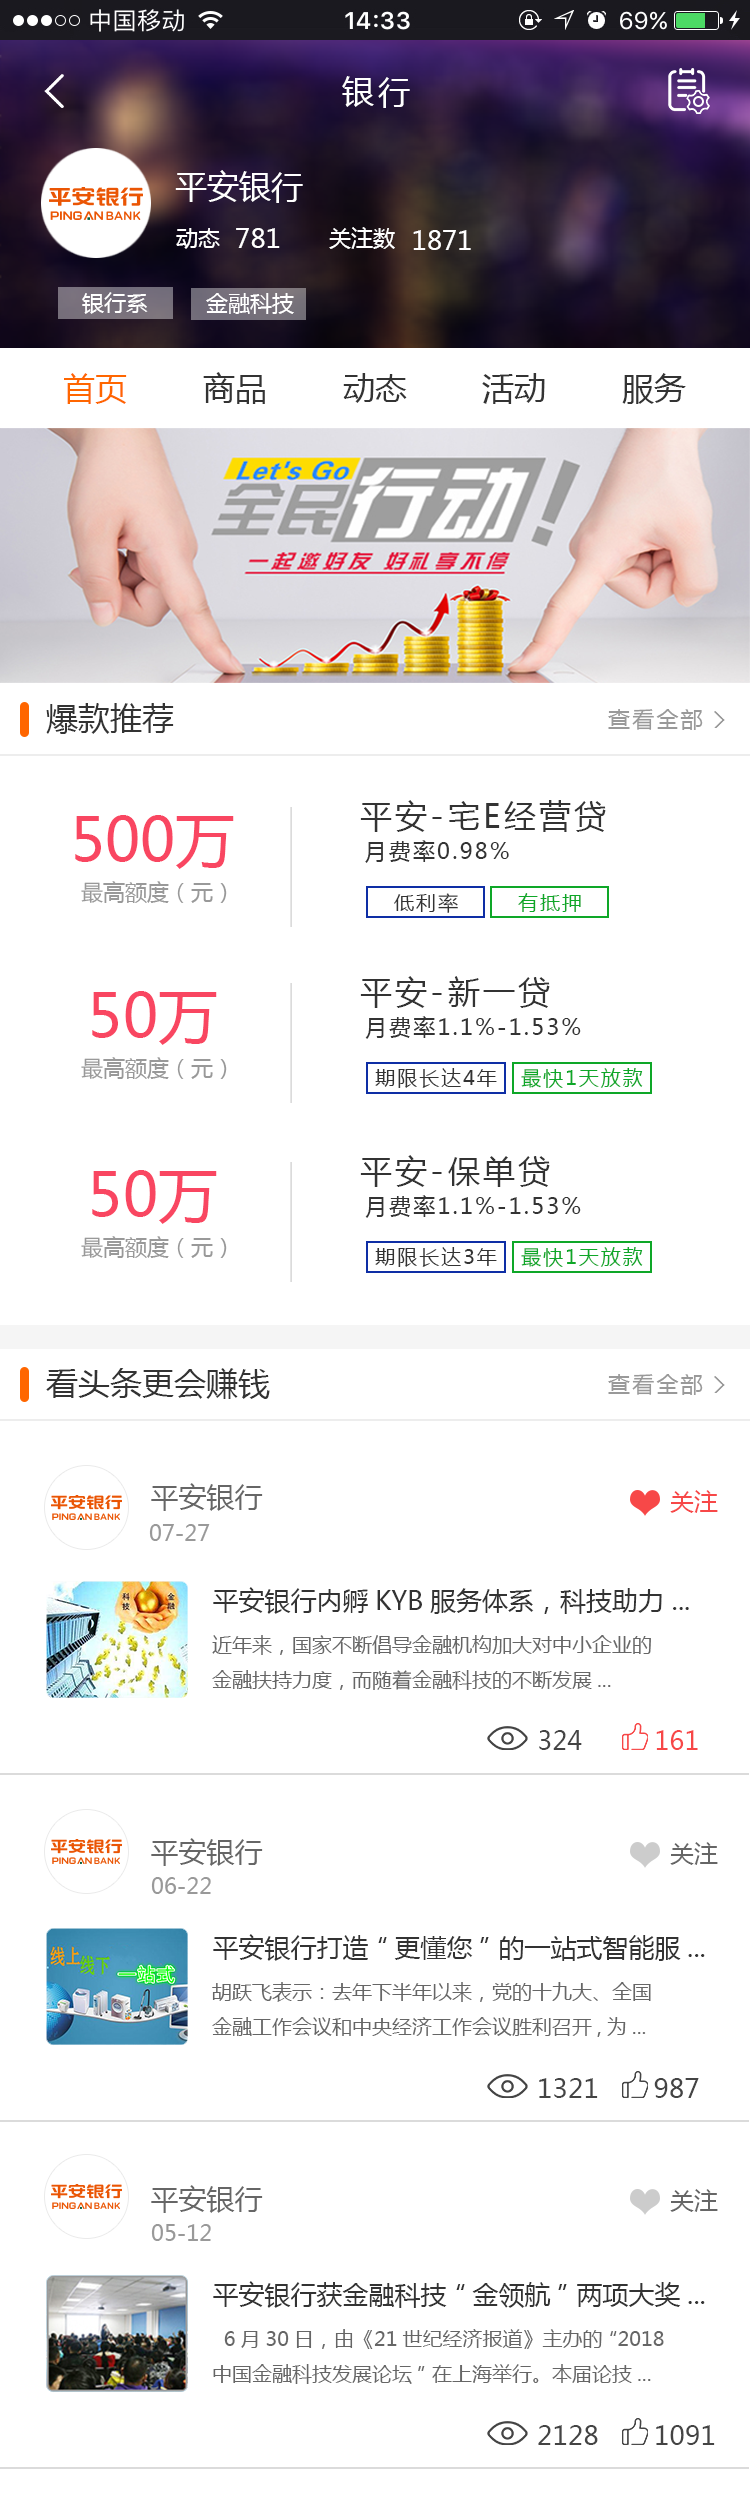 中国移动 14:33 69%
银行
平安银行
PINGAN BANK
平安银行
动态 781 关注数 1871
银行系 金融科技
首页 商品 动态 活动 服务
Let's Go
全民行动!
一起邀好友 好礼享不停
爆款推荐 查看全部
500万
最高额度（元）
平安-宅E经营贷
月费率0.98%
低利率 有抵押
50万
最高额度（元）
平安-新一贷
月费率1.1%-1.53%
期限长达4年 最快1天放款
50万
最高额度（元）
平安-保单贷
月费率1.1%-1.53%
期限长达3年 最快1天放款
看头条更会赚钱 查看全部
平安银行
PINGAN BANK
平安银行
07-27
关注
科技 金融
平安银行内孵 KYB 服务体系，科技助力 ...
近年来，国家不断倡导金融机构加大对中小企业的
金融扶持力度，而随着金融科技的不断发展 ...
324 161
平安银行
PINGAN BANK
平安银行
06-22
关注
线上
线下
一站式
平安银行打造 “ 更懂您 ” 的一站式智能服 ...
胡跃飞表示：去年下半年以来，党的十九大、全国
金融工作会议和中央经济工作会议胜利召开 , 为 ...
1321 987
平安银行
PINGAN BANK
平安银行
05-12
关注
平安银行获金融科技 “ 金领航 ” 两项大奖 ...
6 月 30 日，由《21 世纪经济报道》主办的 “2018
中国金融科技发展论坛 ” 在上海举行。本届论技 ...
2128 1091